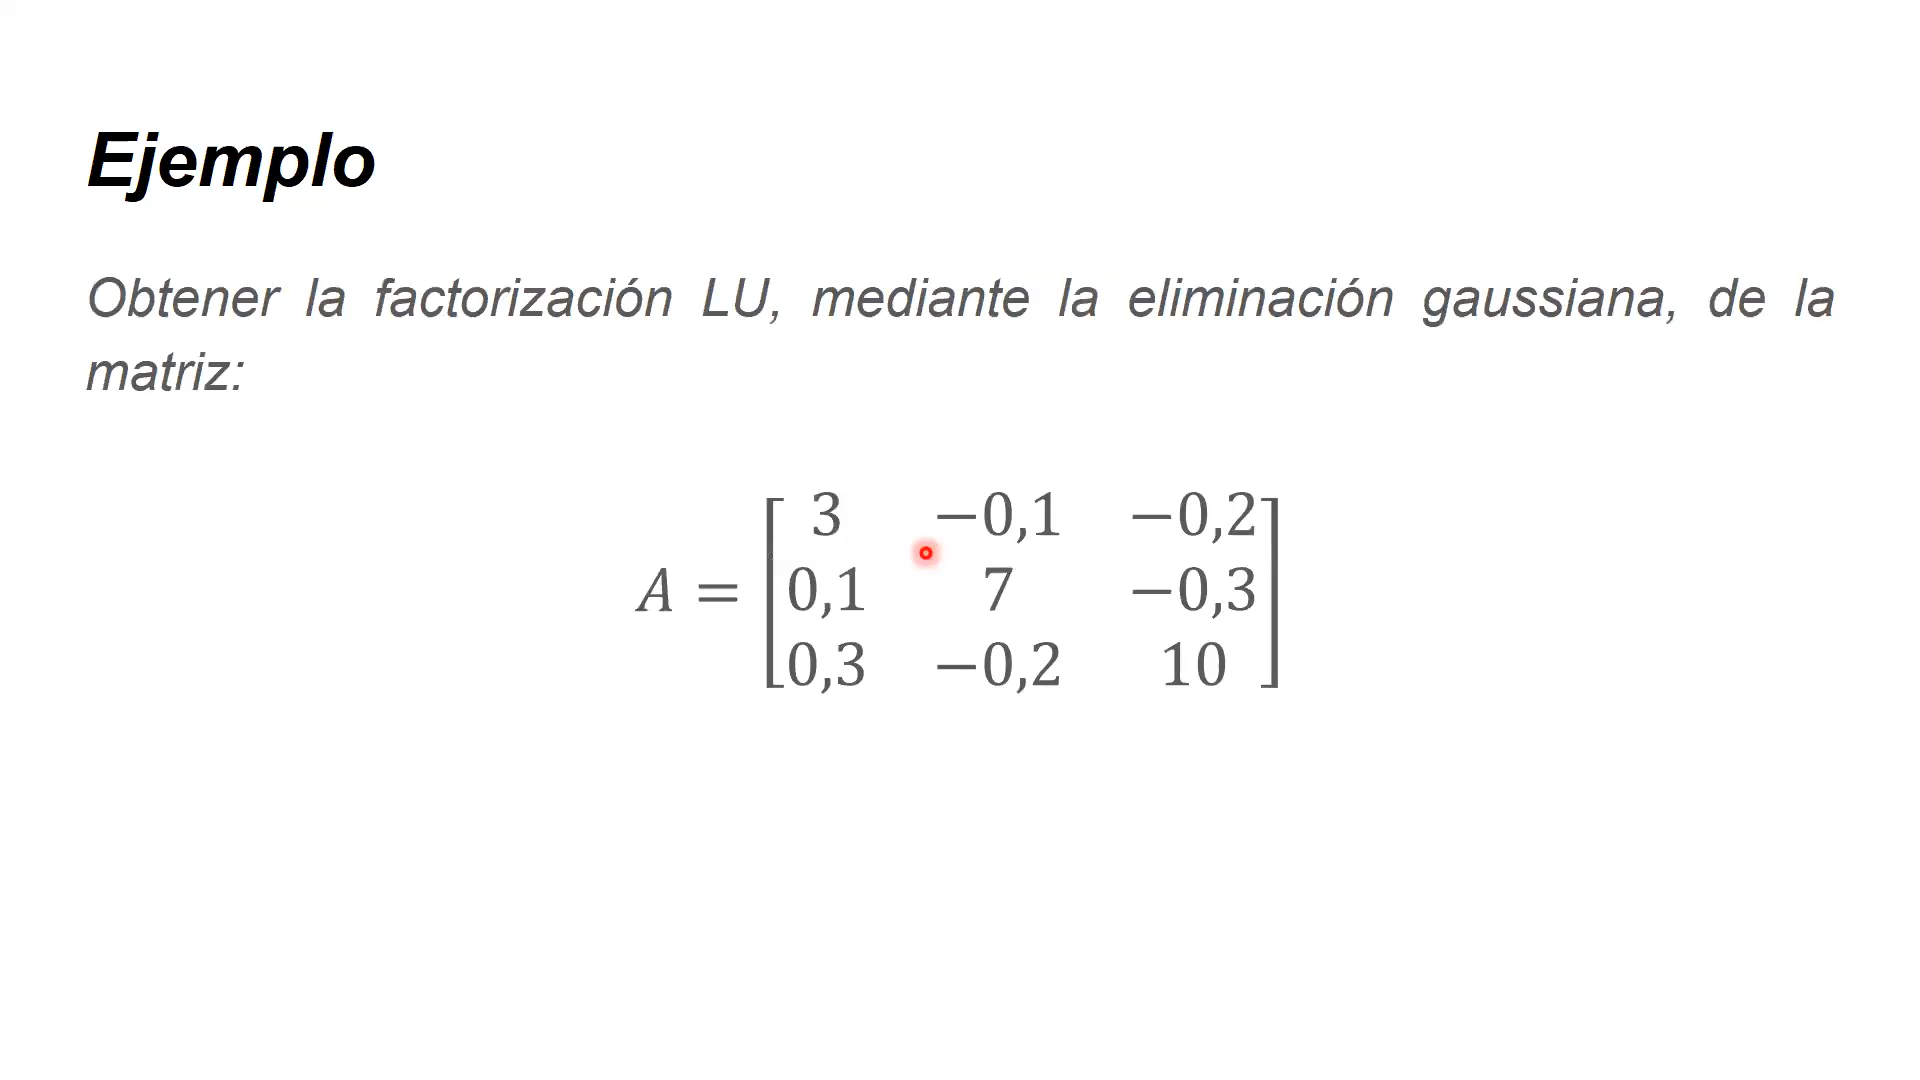 Ejemplo
Obtener la factorización LU, mediante la eliminación gaussiana, de la
matriz:
A = [ 3 −0,1 −0,2
0,1 7 −0,3
0,3 −0,2 10 ]